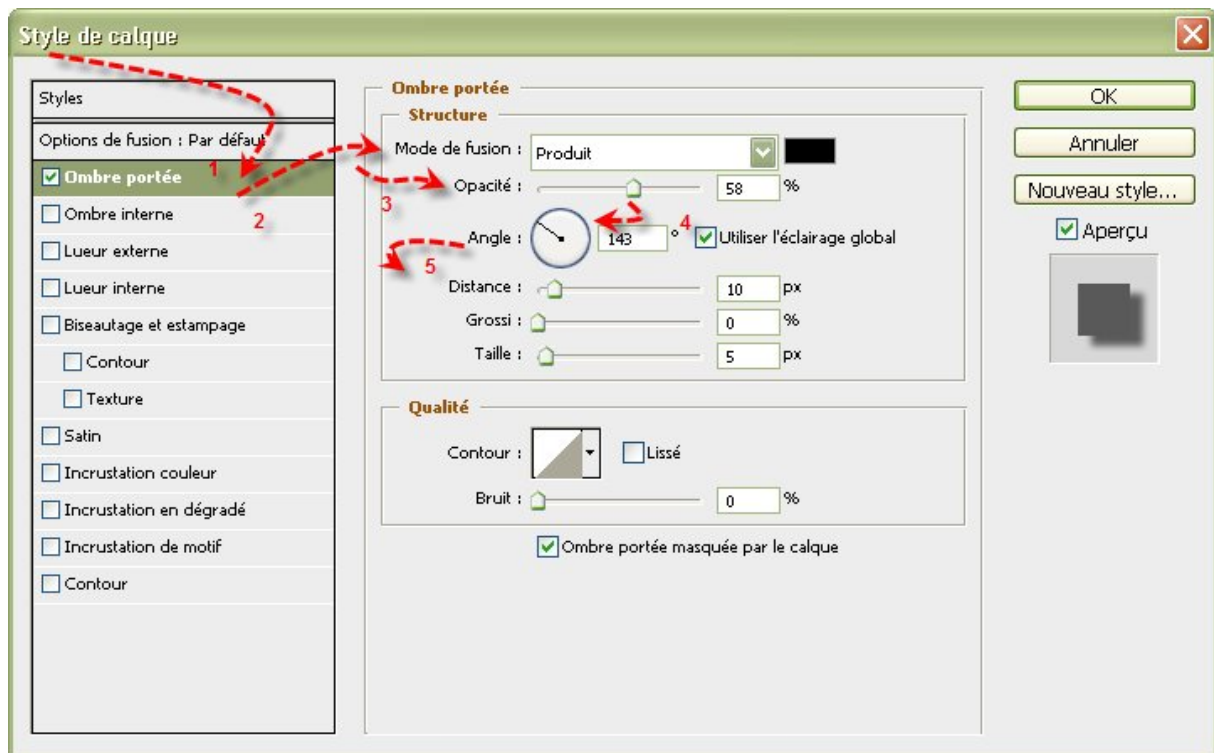 Style de calque
Styles
Options de fusion : Par défaut
1
Ombre portée
2
Ombre interne
Lueur externe
Lueur interne
Biseautage et estampage
Contour
Texture
Satin
Incrustation couleur
Incrustation en dégradé
Incrustation de motif
Contour
Ombre portée
Structure
Mode de fusion : Produit
3
Opacité : 58 %
4
Angle : 143 ° Utiliser l'éclairage global
5
Distance : 10 px
Grossi : 0 %
Taille : 5 px
Qualité
Contour : Lissé
Bruit : 0 %
Ombre portée masquée par le calque
OK
Annuler
Nouveau style...
Aperçu